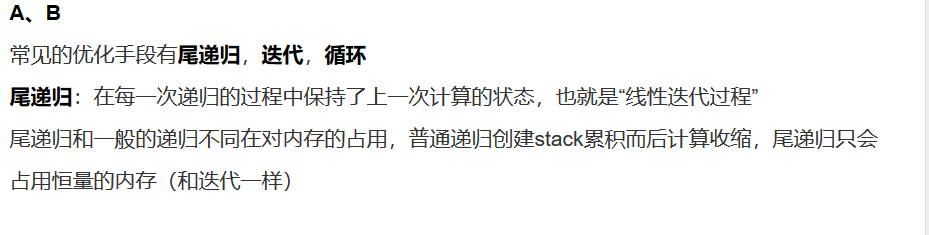 A、B
常见的优化手段有尾递归，迭代，循环
尾递归：在每一次递归的过程中保持了上一次计算的状态，也就是“线性迭代过程”
尾递归和一般的递归不同在对内存的占用，普通递归创建stack累积而后计算收缩，尾递归只会
占用恒量的内存（和迭代一样）